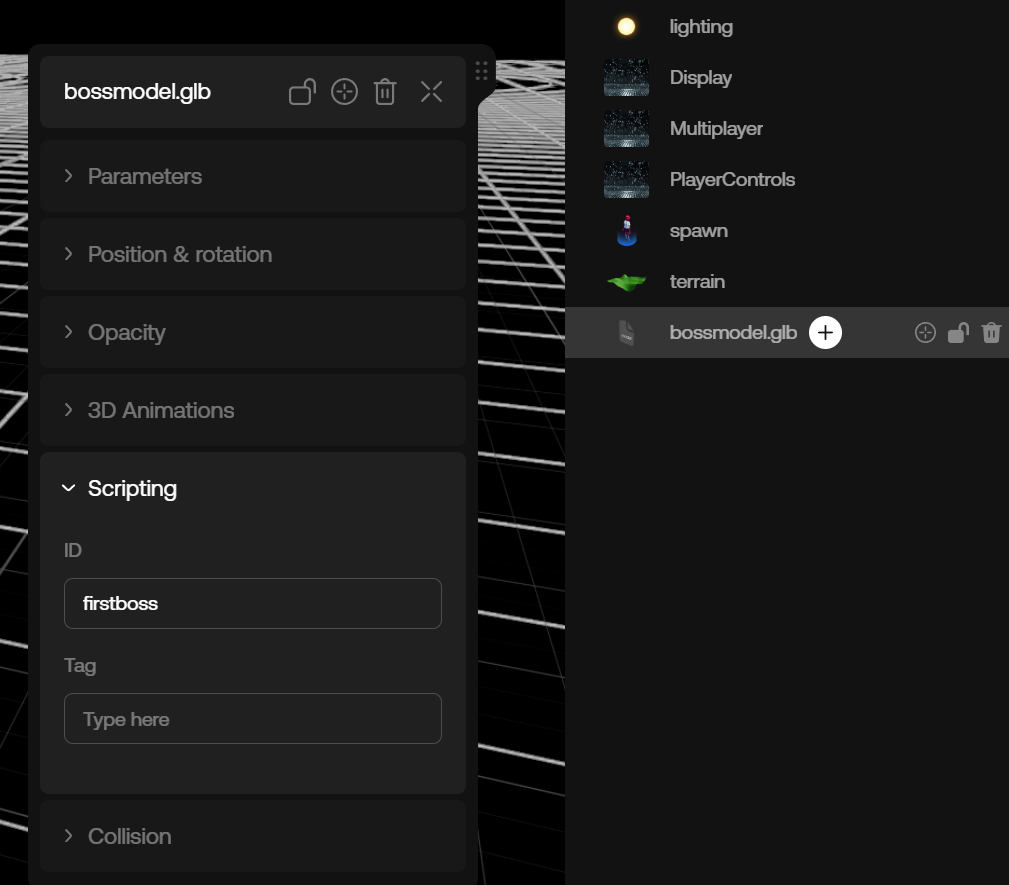 bossmodel.glb
Parameters
Position & rotation
Opacity
3D Animations
Scripting
ID
firstboss
Tag
Type here
Collision
lighting
Display
Multiplayer
PlayerControls
spawn
terrain
bossmodel.glb